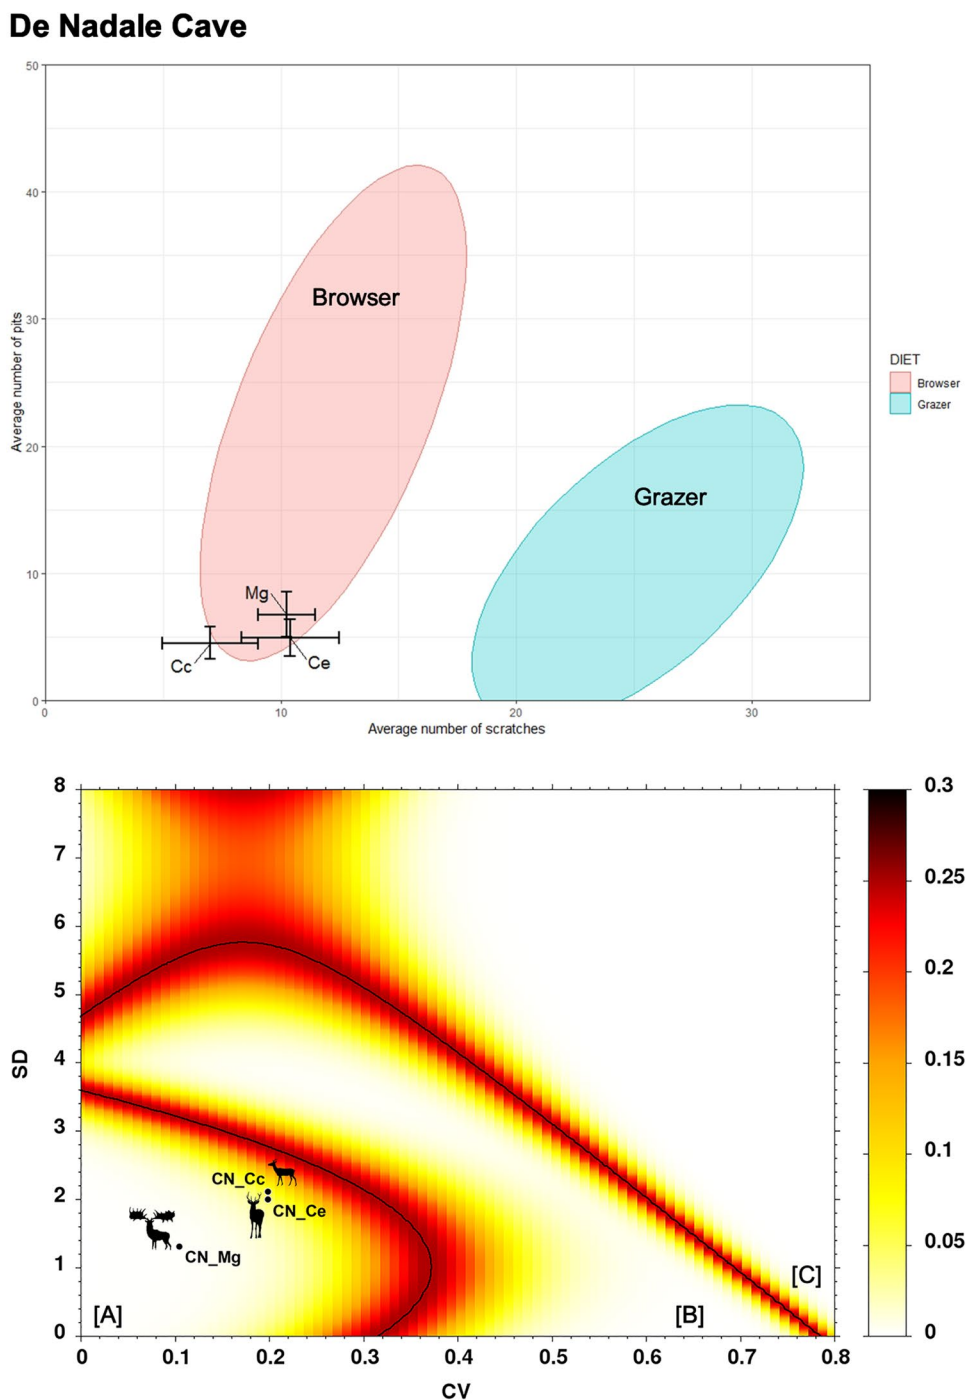 De Nadale Cave
50
40
30
20
10
0
Average number of pits
Browser
Grazer
Mg
Cc
Ce
0 10 20 30
Average number of scratches
DIET
Browser
Grazer
8
7
6
5
4
3
2
1
0
SD
CN_Cc
CN_Ce
CN_Mg
[A]
[B]
[C]
0 0.1 0.2 0.3 0.4 0.5 0.6 0.7 0.8
CV
0.3
0.25
0.2
0.15
0.1
0.05
0